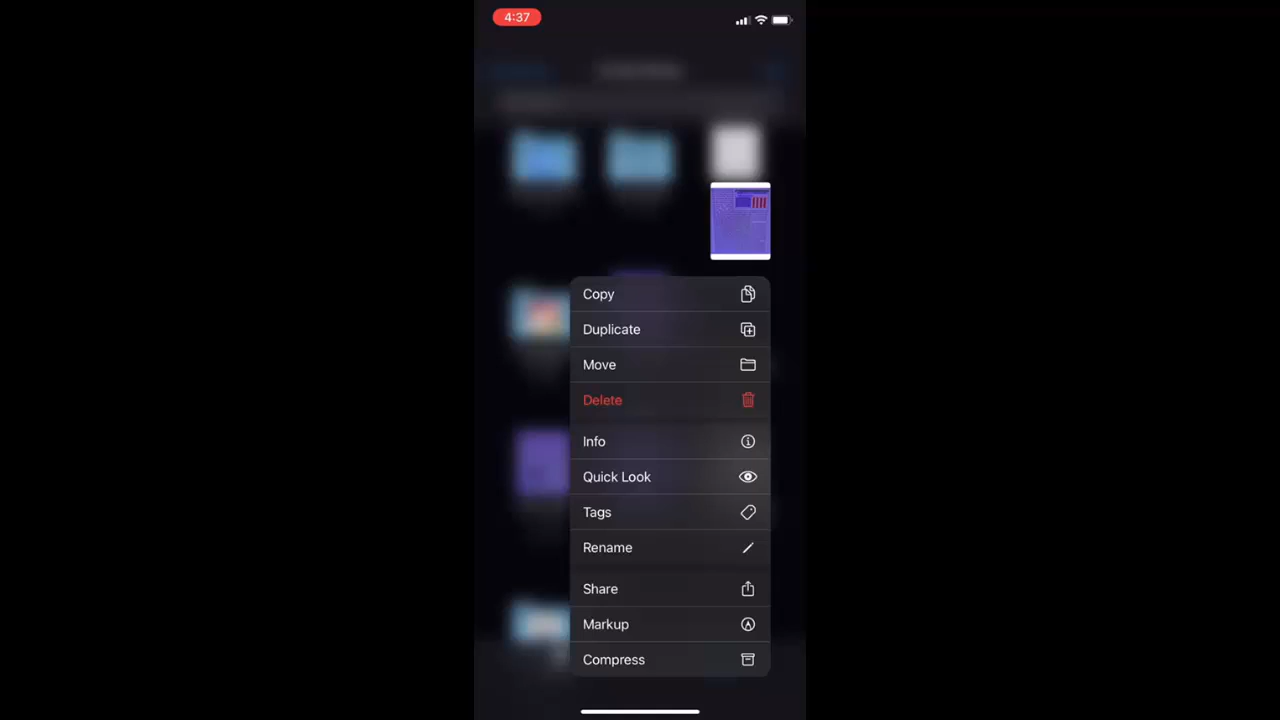 4:37
Copy
Duplicate
Move
Delete
Info
Quick Look
Tags
Rename
Share
Markup
Compress